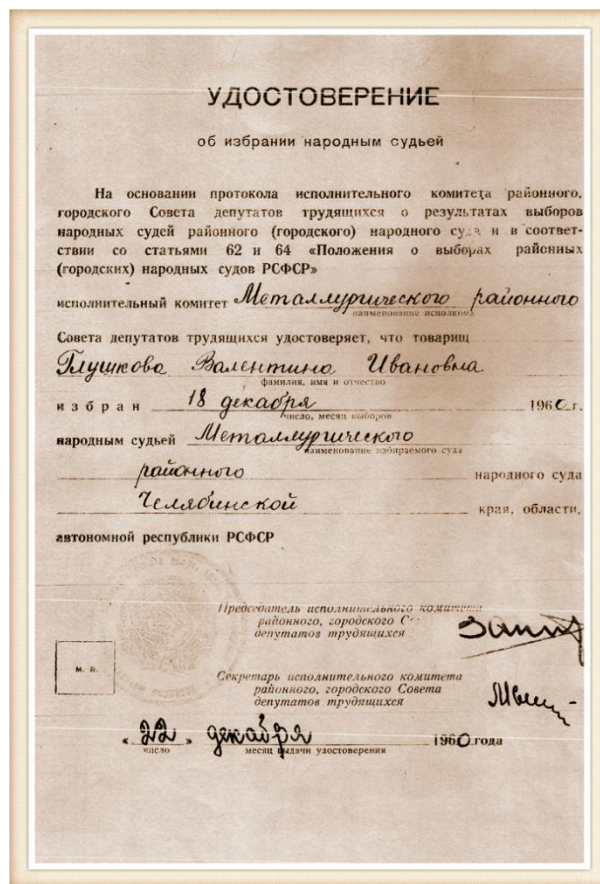 УДОСТОВЕРЕНИЕ
об избрании народным судьей
На основании протокола исполнительного комитета районного,
городского Совета депутатов трудящихся о результатах выборов
народных судей районного (городского) народного суда и в соответ-
ствии со статьями 62 и 64 «Положения о выборах районных
(городских) народных судов РСФСР»
исполнительный комитет Металлургического районного
наименование исполкома
Совета депутатов трудящихся удостоверяет, что товарищ
Глушкова Валентина Ивановна
фамилия, имя и отчество
избран 18 декабря 1960 г.
число, месяц выборов
народным судьей Металлургического
наименование избираемого суда
районного народного суда
Челябинской края, области,
автономной республики РСФСР
Председатель исполнительного комитета
районного, городского
депутатов трудящихся
м. п.
Секретарь исполнительного комитета
районного, городского Совета
депутатов трудящихся
« 22 » декабря 1960 года
число месяц выдачи удостоверения